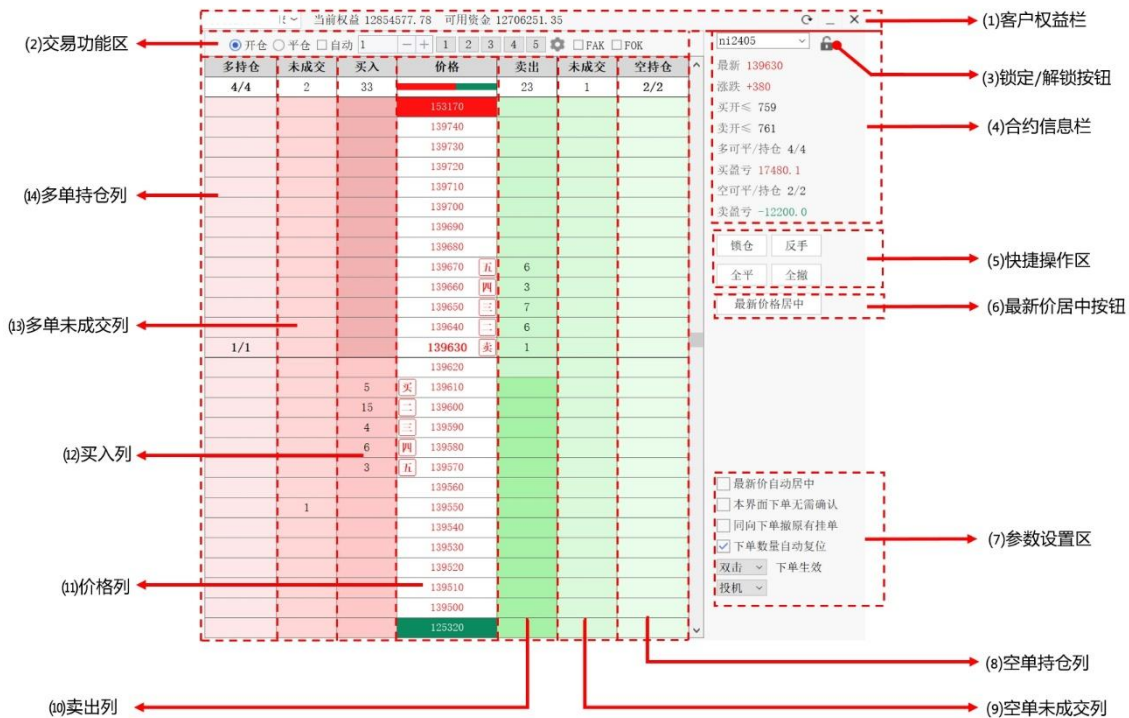 当前权益 12854577.78 可用资金 12706251.35
(1)客户权益栏
(2)交易功能区
开仓 平仓 自动 1 － + 1 2 3 4 5 FAK FOK
ni2405
(3)锁定/解锁按钮
多持仓 未成交 买入 价格 卖出 未成交 空持仓
4/4 2 33 23 1 2/2
最新 139630
涨跌 +380
买开≤ 759
卖开≤ 761
(4)合约信息栏
多可平/持仓 4/4
买盈亏 17480.1
空可平/持仓 2/2
卖盈亏 -12200.0
153170
139740
139730
139720
139710
139700
139690
139680
139670 五 6
139660 四 3
139650 三 7
139640 二 6
1/1 139630 卖 1
139620
5 买 139610
15 二 139600
4 三 139590
6 四 139580
3 五 139570
139560
1 139550
139540
139530
139520
139510
139500
125320
(14)多单持仓列
锁仓 反手
全平 全撤
(5)快捷操作区
最新价格居中
(6)最新价居中按钮
(13)多单未成交列
(12)买入列
最新价自动居中
本界面下单无需确认
同向下单撤原有挂单
下单数量自动复位
双击 下单生效
投机
(7)参数设置区
(11)价格列
(8)空单持仓列
(10)卖出列
(9)空单未成交列